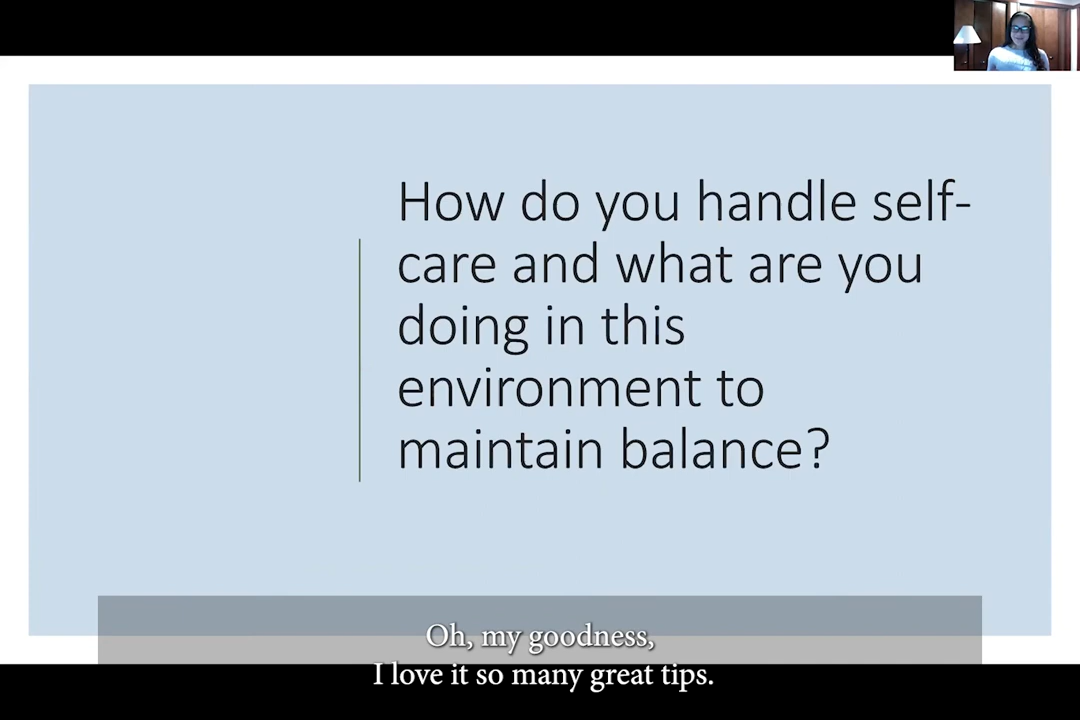 How do you handle self-
care and what are you
doing in this
environment to
maintain balance?
Oh, my goodness,
I love it so many great tips.